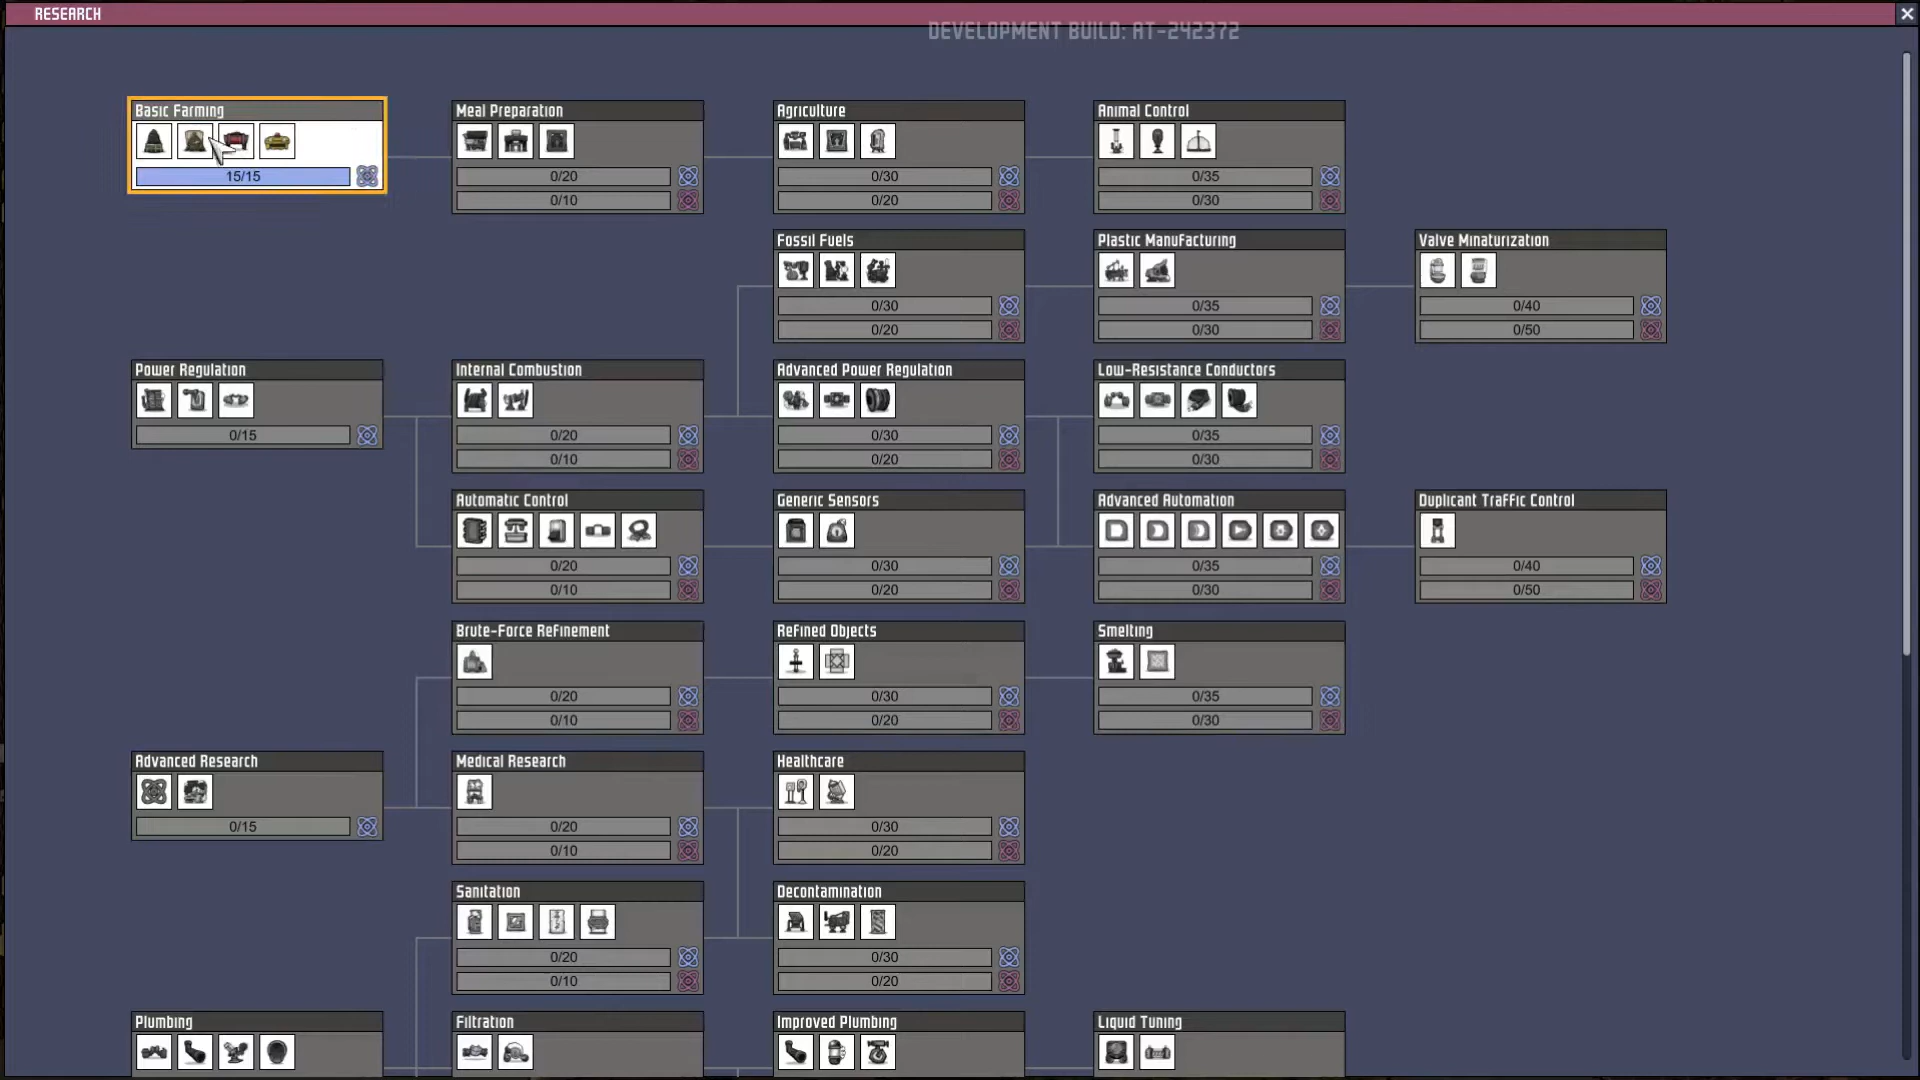 RESEARCH
DEVELOPMENT BUILD: AT-242372
Basic Farming
15/15
Meal Preparation
0/20
0/10
Agriculture
0/30
0/20
Animal Control
0/35
0/30
Fossil Fuels
0/30
0/20
Plastic Manufacturing
0/35
0/30
Valve Minaturization
0/40
0/50
Power Regulation
0/15
Internal Combustion
0/20
0/10
Advanced Power Regulation
0/30
0/20
Low-Resistance Conductors
0/35
0/30
Automatic Control
0/20
0/10
Generic Sensors
0/30
0/20
Advanced Automation
0/35
0/30
Duplicant Traffic Control
0/40
0/50
Brute-Force Refinement
0/20
0/10
Refined Objects
0/30
0/20
Smelting
0/35
0/30
Advanced Research
0/15
Medical Research
0/20
0/10
Healthcare
0/30
0/20
Sanitation
0/20
0/10
Decontamination
0/30
0/20
Plumbing
Filtration
Improved Plumbing
Liquid Tuning